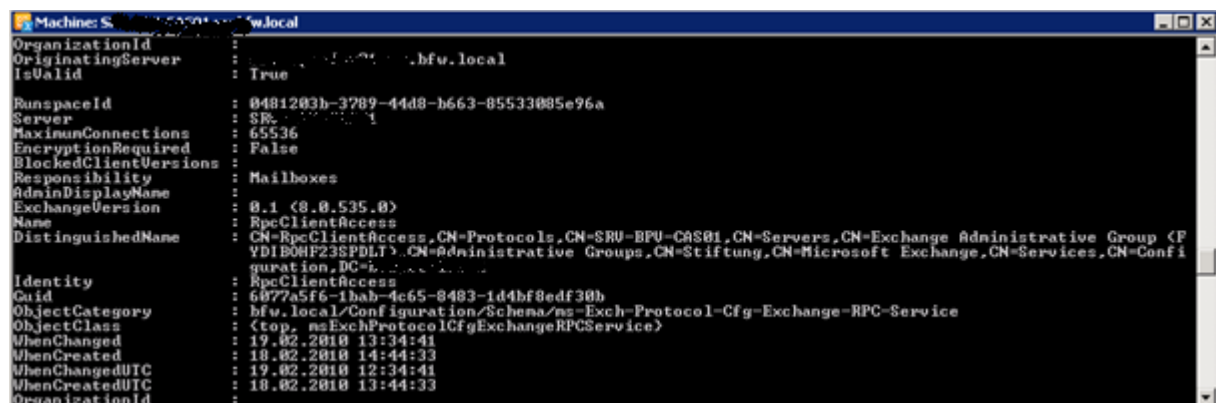 Machine: S w.local
OrganizationId :
OriginatingServer : .bfw.local
IsValid : True
RunspaceId : 0481203b-3789-44d8-b663-85533085e96a
Server : SR
MaximumConnections : 65536
EncryptionRequired : False
BlockedClientVersions :
Responsibility : Mailboxes
AdminDisplayName :
ExchangeVersion : 0.1 (8.0.535.0)
Name : RpcClientAccess
DistinguishedName : CN=RpcClientAccess,CN=Protocols,CN=SRV-BPV-CAS01,CN=Servers,CN=Exchange Administrative Group (F
YDIBOHF23SPDLT),CN=Administrative Groups,CN=Stiftung,CN=Microsoft Exchange,CN=Services,CN=Confi
guration,DC=
Identity : RpcClientAccess
Guid : 6077a5f6-1bab-4c65-8483-1d4bf8edf30b
ObjectCategory : bfw.local/Configuration/Schema/ms-Exch-Protocol-Cfg-Exchange-RPC-Service
ObjectClass : {top, msExchProtocolCfgExchangeRPCService}
WhenChanged : 19.02.2010 13:34:41
WhenCreated : 18.02.2010 14:44:33
WhenChangedUTC : 19.02.2010 12:34:41
WhenCreatedUTC : 18.02.2010 13:44:33
OrganizationId :